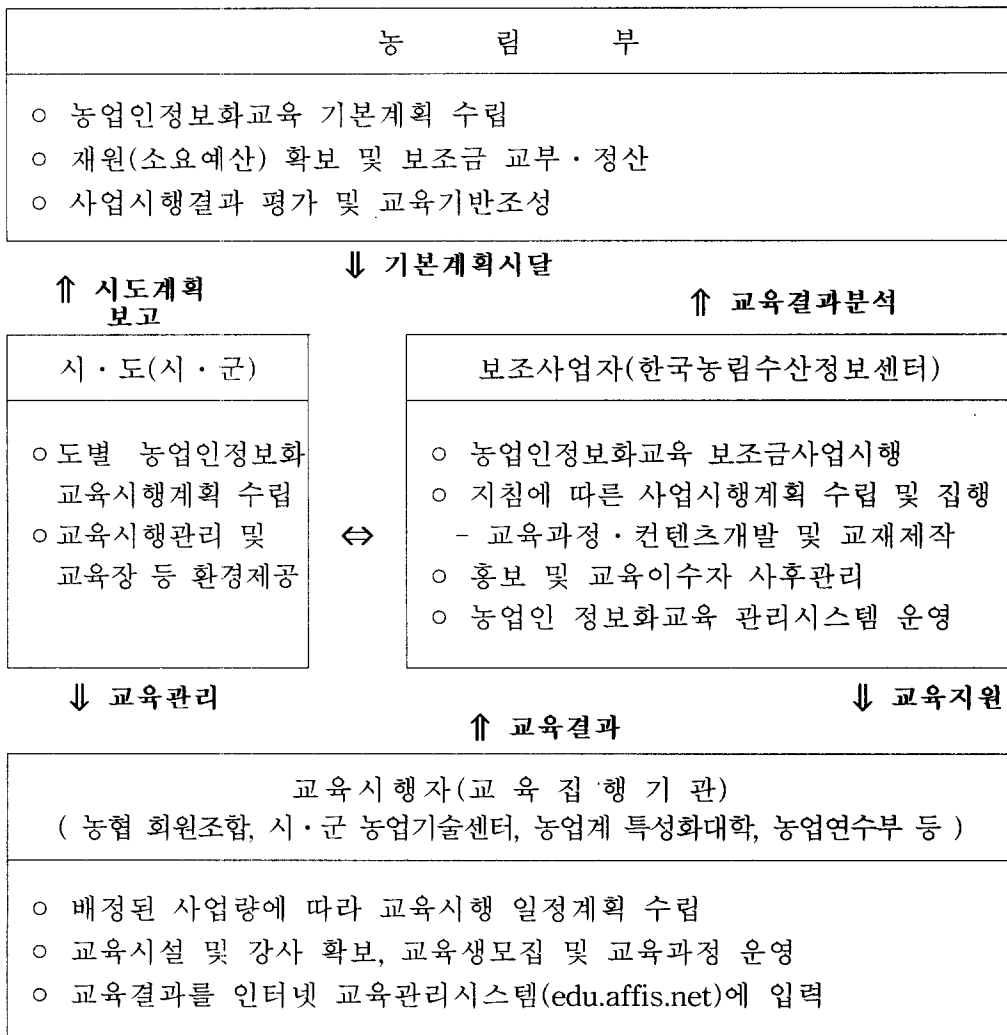 농 림 부
○ 농업인정보화교육 기본계획 수립
○ 재원(소요예산) 확보 및 보조금 교부・정산
○ 사업시행결과 평가 및 교육기반조성
⇓ 기본계획시달
⇑ 시도계획
보고
⇑ 교육결과분석
시・도(시・군)
○ 도별 농업인정보화
교육시행계획 수립
○ 교육시행관리 및
교육장 등 환경제공
⇔
보조사업자(한국농림수산정보센터)
○ 농업인정보화교육 보조금사업시행
○ 지침에 따른 사업시행계획 수립 및 집행
- 교육과정・컨텐츠개발 및 교재제작
○ 홍보 및 교육이수자 사후관리
○ 농업인 정보화교육 관리시스템 운영
⇓ 교육관리
⇓ 교육지원
⇑ 교육결과
교육시행자(교 육 집 행 기 관)
( 농협 회원조합, 시・군 농업기술센터, 농업계 특성화대학, 농업연수부 등 )
○ 배정된 사업량에 따라 교육시행 일정계획 수립
○ 교육시설 및 강사 확보, 교육생모집 및 교육과정 운영
○ 교육결과를 인터넷 교육관리시스템(edu.affis.net)에 입력